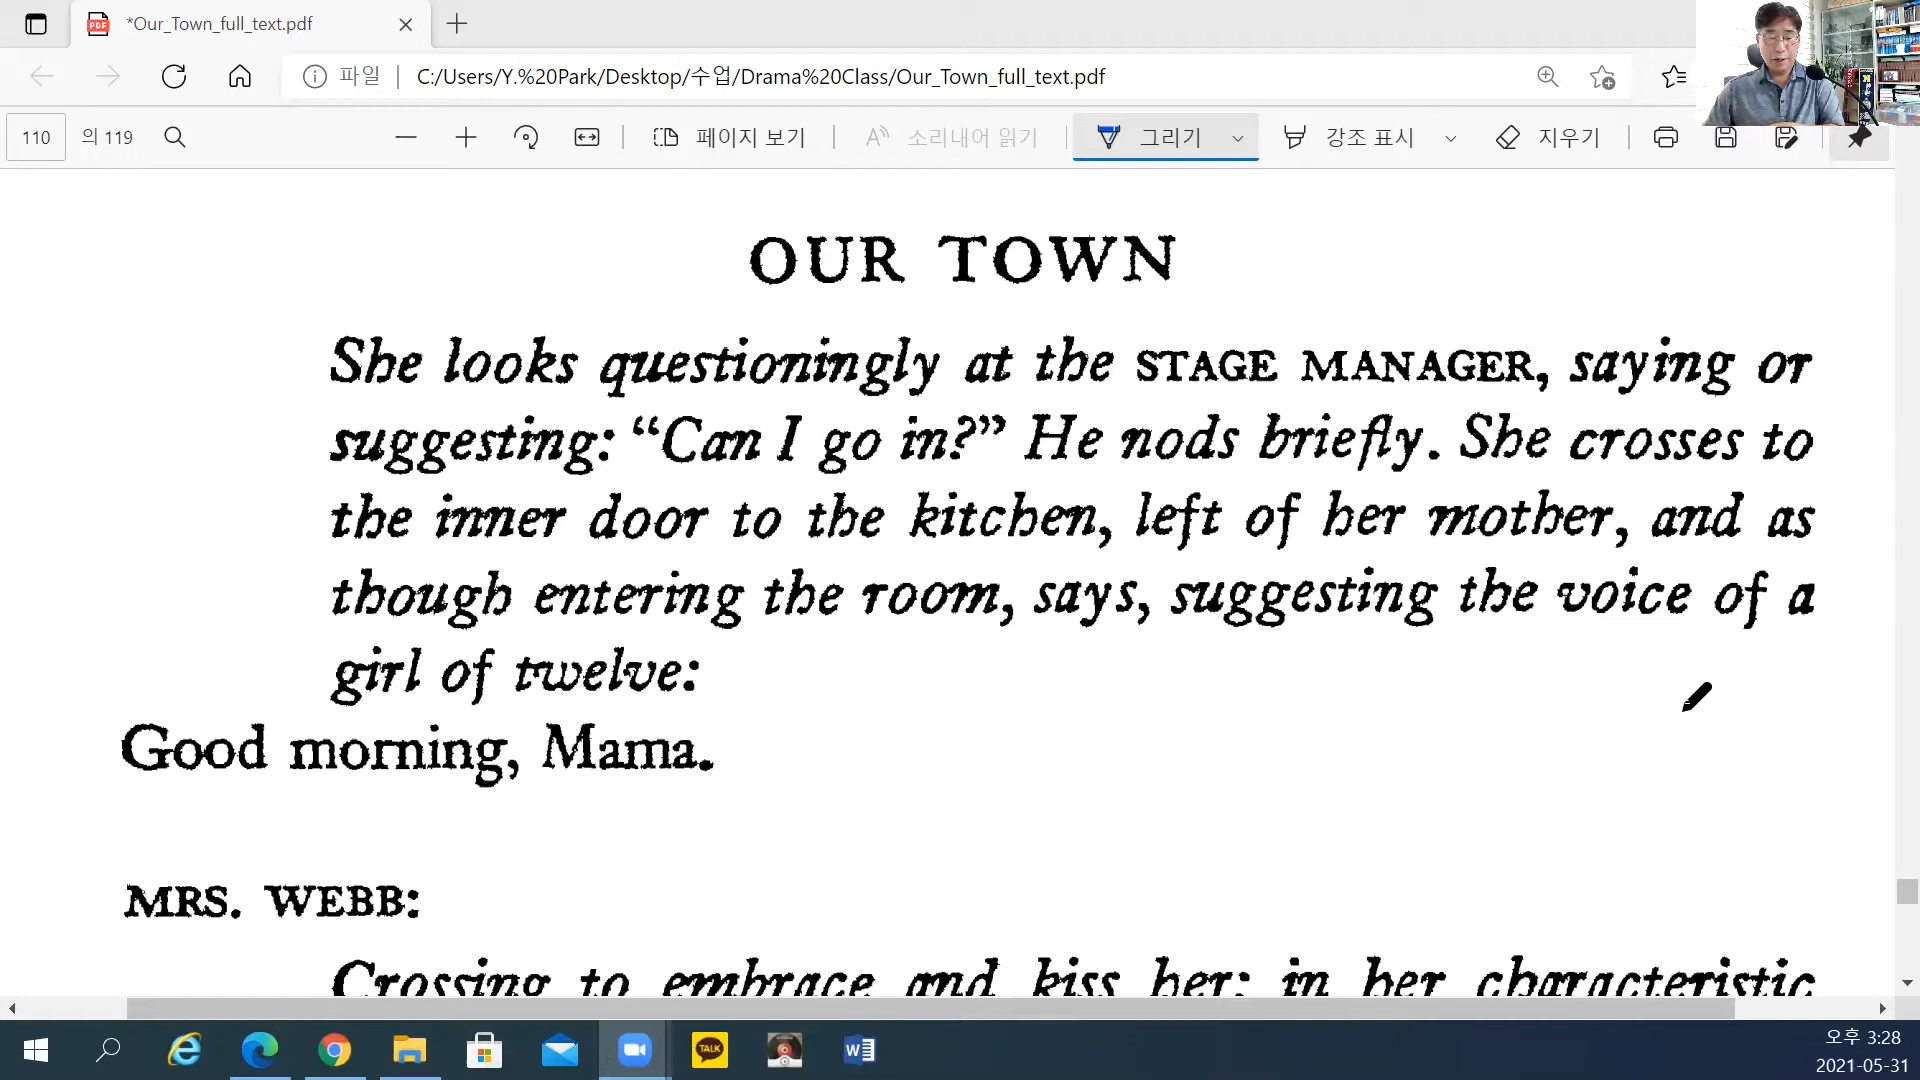 *Our_Town_full_text.pdf
파일 | C:/Users/Y.%20Park/Desktop/수업/Drama%20Class/Our_Town_full_text.pdf
110 의 119 페이지 보기 소리내어 읽기 그리기 강조 표시 지우기
OUR TOWN
She looks questioningly at the STAGE MANAGER, saying or
suggesting: “Can I go in?” He nods briefly. She crosses to
the inner door to the kitchen, left of her mother, and as
though entering the room, says, suggesting the voice of a
girl of twelve:
Good morning, Mama.
MRS. WEBB:
Crossing to embrace and kiss her; in her characteristic
TALK
오후 3:28
2021-05-31